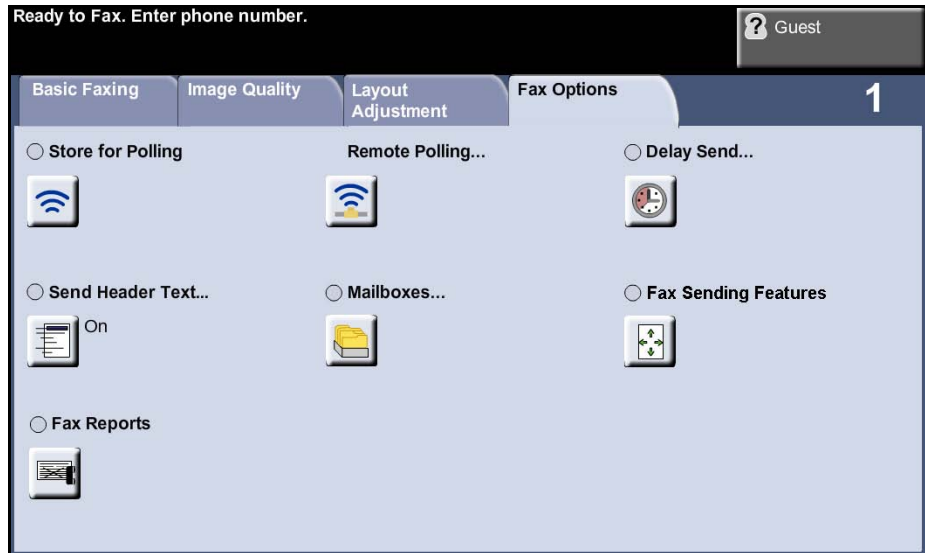 Ready to Fax. Enter phone number.
? Guest
Basic Faxing
Image Quality
Layout
Adjustment
Fax Options
1
Store for Polling
Remote Polling...
Delay Send...
Send Header Text...
On
Mailboxes...
Fax Sending Features
Fax Reports